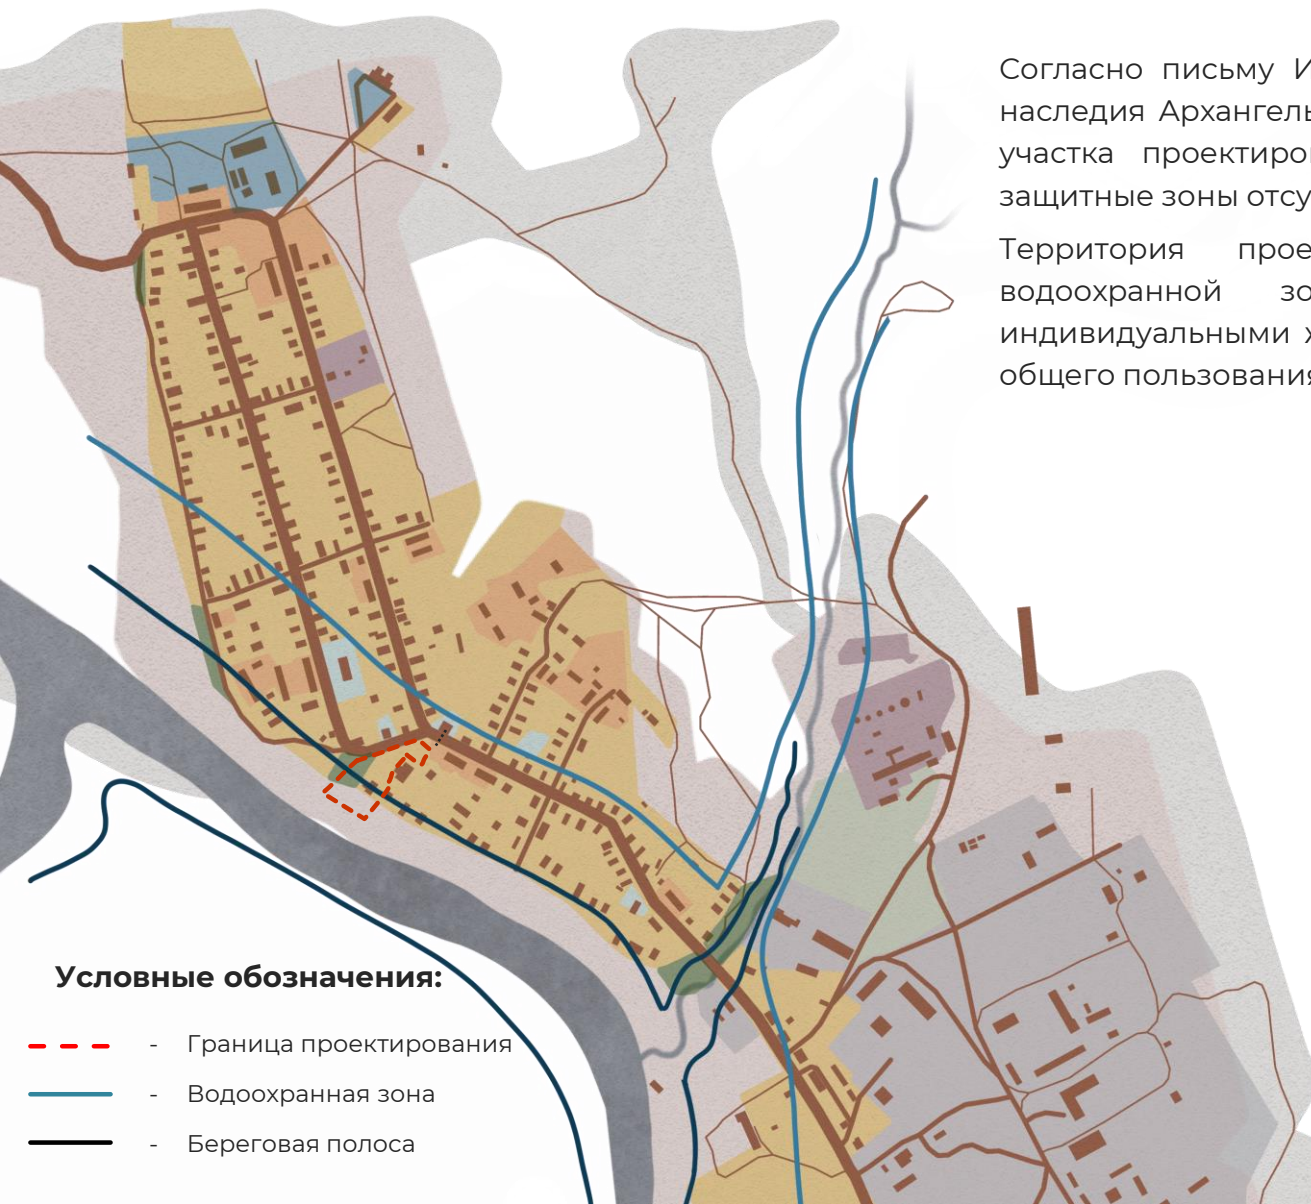 Согласно письму И
наследия Архангель
участка проектиро
защитные зоны отсу
Территория прое
водоохранной зо
индивидуальными
общего пользования
Условные обозначения:
- Граница проектирования
- Водоохранная зона
- Береговая полоса